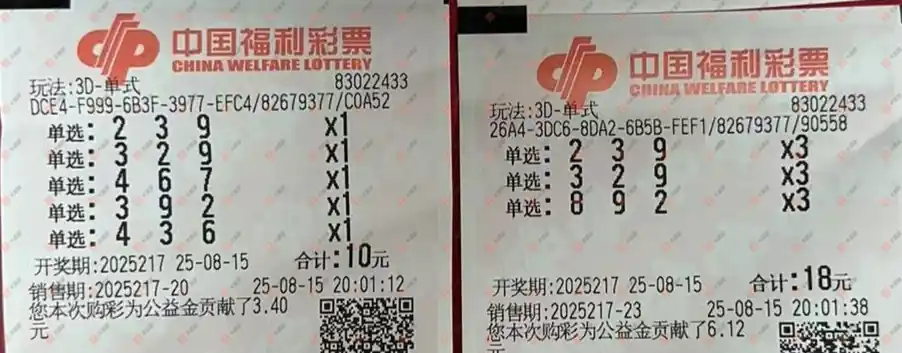 中国福利彩票
CHINA WELFARE LOTTERY
玩法:3D-单式 83022433
DCE4-F999-6B3F-3977-EFC4/82679377/C0A52
单选: 2 3 9 X1
单选: 3 2 9 X1
单选: 4 6 7 X1
单选: 3 9 2 X1
单选: 4 3 6 X1
开奖期:2025217 25-08-15 合计:10元
销售期:2025217-20 25-08-15 20:01:12
您本次购彩为公益金贡献了3.40
元
中国福利彩票
CHINA WELFARE LOTTERY
玩法:3D-单式 83022433
26A4-3DC6-8DA2-6B5B-FEF1/82679377/90558
单选: 2 3 9 X3
单选: 3 2 9 X3
单选: 8 9 2 X3
开奖期:2025217 25-08-15 合计:18元
销售期:2025217-23 25-08-15 20:01:38
您本次购彩为公益金贡献了6.12
元